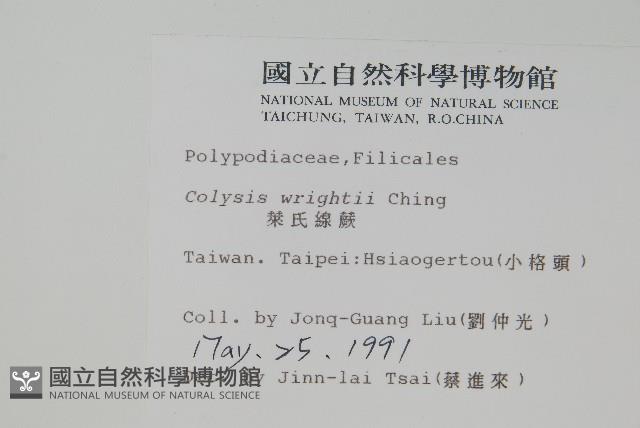 國立自然科學博物館
NATIONAL MUSEUM OF NATURAL SCIENCE
TAICHUNG, TAIWAN, R.O.CHINA
Polypodiaceae,Filicales
Colysis wrightii Ching
萊氏線蕨
Taiwan. Taipei:Hsiaogertou(小格頭)
Coll. by Jonq-Guang Liu(劉仲光)
May. 25. 1991
Jinn-lai Tsai(蔡進來)
國立自然科學博物館
NATIONAL MUSEUM OF NATURAL SCIENCE